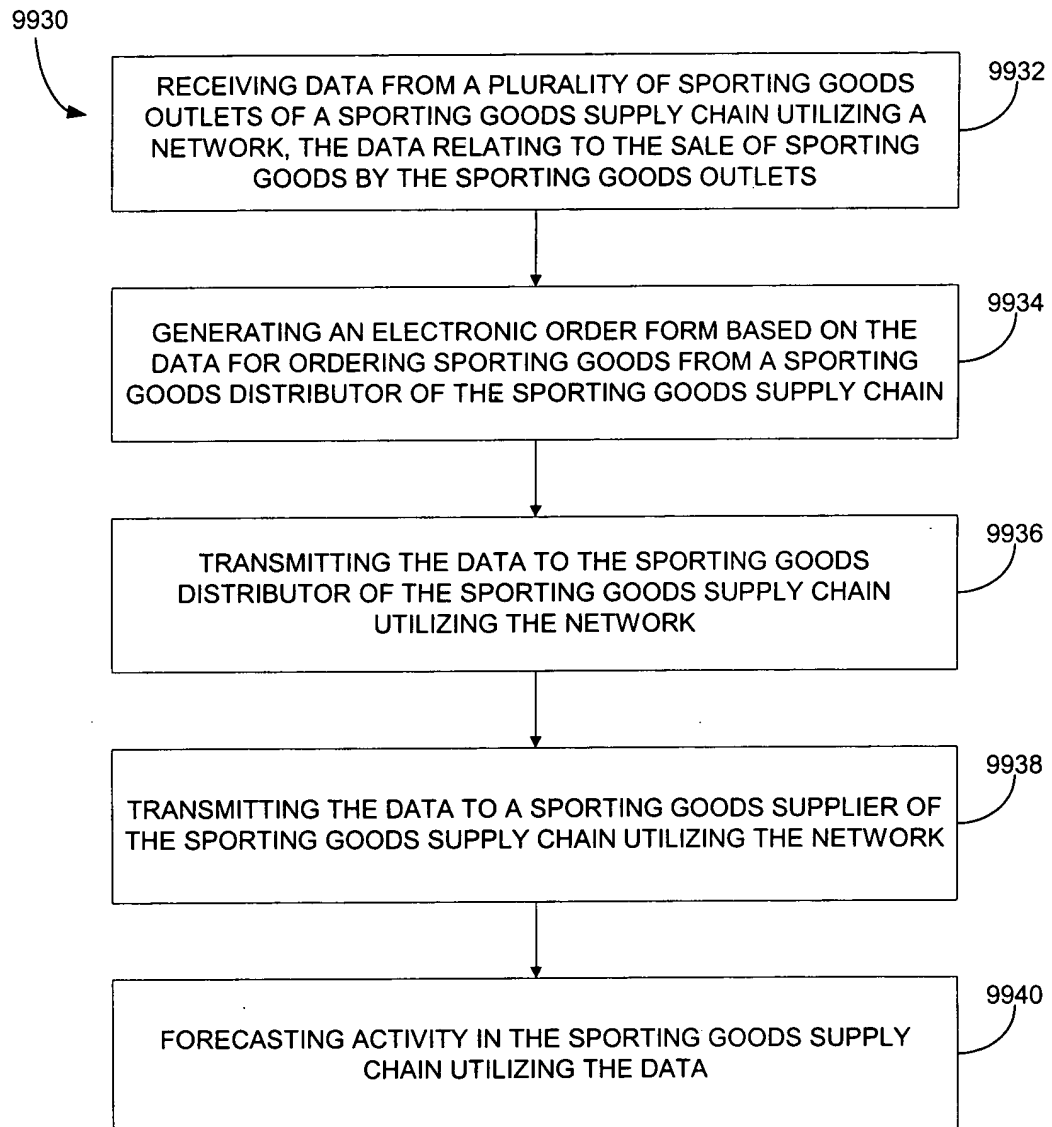 9930
9932
RECEIVING DATA FROM A PLURALITY OF SPORTING GOODS
OUTLETS OF A SPORTING GOODS SUPPLY CHAIN UTILIZING A
NETWORK, THE DATA RELATING TO THE SALE OF SPORTING
GOODS BY THE SPORTING GOODS OUTLETS
9934
GENERATING AN ELECTRONIC ORDER FORM BASED ON THE
DATA FOR ORDERING SPORTING GOODS FROM A SPORTING
GOODS DISTRIBUTOR OF THE SPORTING GOODS SUPPLY CHAIN
9936
TRANSMITTING THE DATA TO THE SPORTING GOODS
DISTRIBUTOR OF THE SPORTING GOODS SUPPLY CHAIN
UTILIZING THE NETWORK
9938
TRANSMITTING THE DATA TO A SPORTING GOODS SUPPLIER OF
THE SPORTING GOODS SUPPLY CHAIN UTILIZING THE NETWORK
9940
FORECASTING ACTIVITY IN THE SPORTING GOODS SUPPLY
CHAIN UTILIZING THE DATA